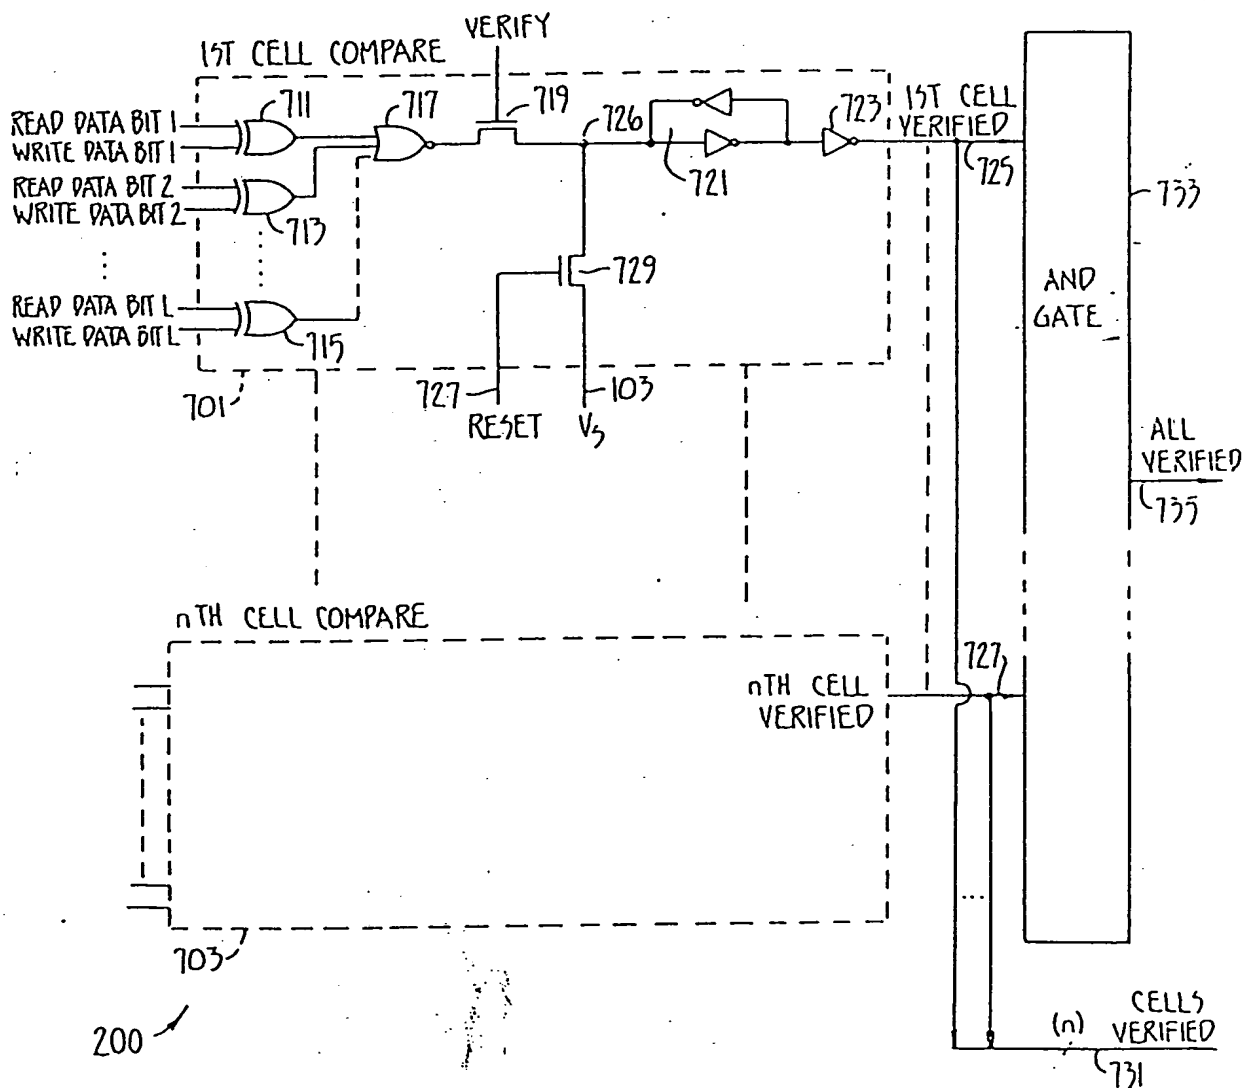 VERIFY
1ST CELL COMPARE
711
717
719
726
723
1ST CELL
VERIFIED
READ DATA BIT 1
WRITE DATA BIT 1
725
721
READ DATA BIT 2
WRITE DATA BIT 2
713
733
729
AND
GATE
READ DATA BIT L
WRITE DATA BIT L
715
701
727
103
RESET
VS
ALL
VERIFIED
735
nTH CELL COMPARE
727
nTH CELL
VERIFIED
...
703
200
(n)
CELLS
VERIFIED
731